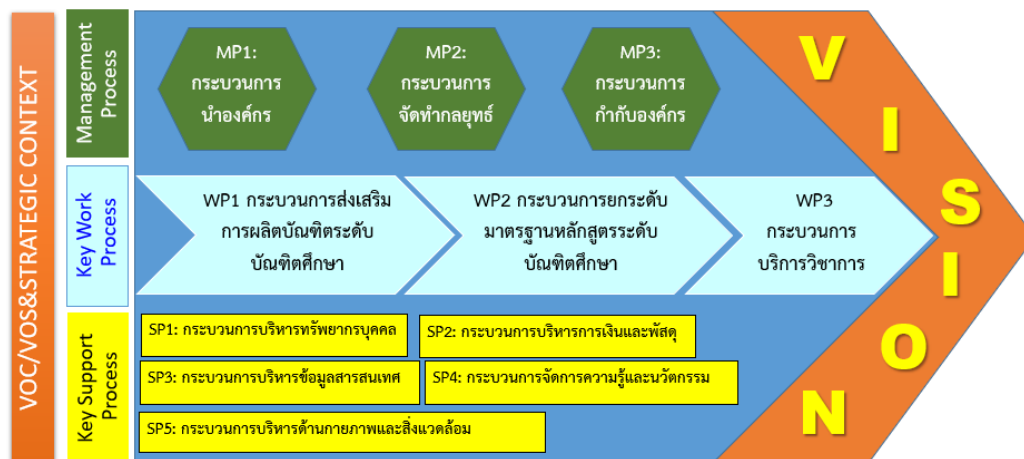 VOC/VOS&STRATEGIC CONTEXT
Management
Process
MP1:
กระบวนการ
นำองค์กร
MP2:
กระบวนการ
จัดทำกลยุทธ์
MP3:
กระบวนการ
กำกับองค์กร
Key Work
Process
WP1 กระบวนการส่งเสริม
การผลิตบัณฑิตระดับ
บัณฑิตศึกษา
WP2 กระบวนการยกระดับ
มาตรฐานหลักสูตรระดับ
บัณฑิตศึกษา
WP3
กระบวนการ
บริการวิชาการ
Key Support
Process
SP1: กระบวนการบริหารทรัพยากรบุคคล
SP2: กระบวนการบริหารการเงินและพัสดุ
SP3: กระบวนการบริหารข้อมูลสารสนเทศ
SP4: กระบวนการจัดการความรู้และนวัตกรรม
SP5: กระบวนการบริหารด้านกายภาพและสิ่งแวดล้อม
VISION